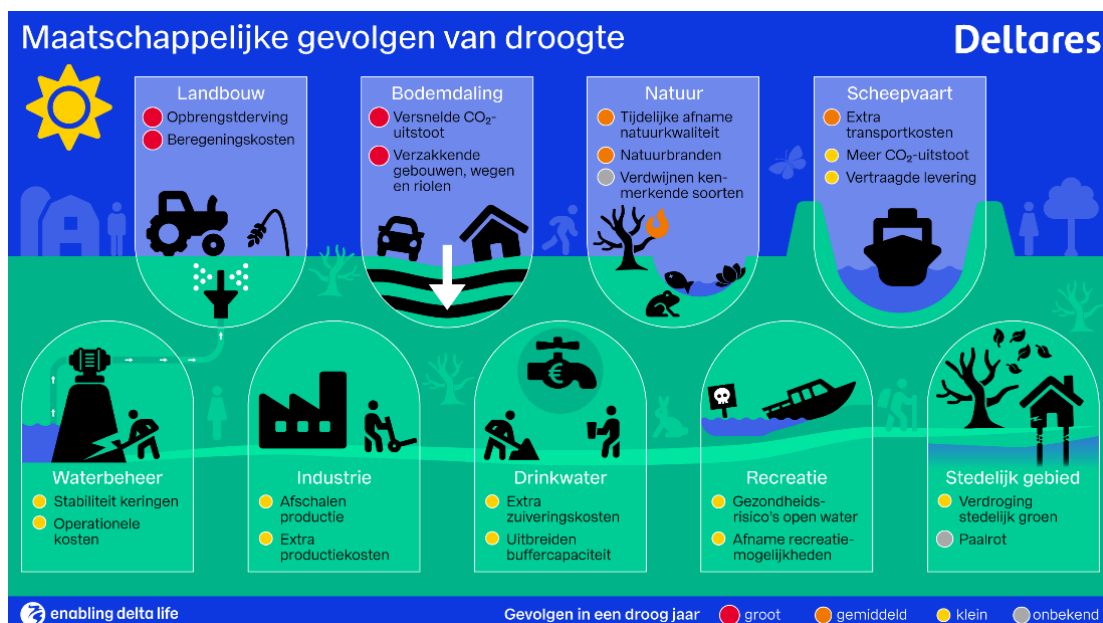 Maatschappelijke gevolgen van droogte
Deltares
Landbouw
Opbrengstderving
Beregeningskosten
Bodemdaling
Versnelde CO₂-
uitstoot
Verzakkende
gebouwen, wegen
en riolen
Natuur
Tijdelijke afname
natuurkwaliteit
Natuurbranden
Verdwijnen ken-
merkende soorten
Scheepvaart
Extra
transportkosten
Meer CO₂-uitstoot
Vertraagde levering
Waterbeheer
Stabiliteit keringen
Operationele
kosten
Industrie
Afschalen
productie
Extra
productiekosten
€
Drinkwater
Extra
zuiveringskosten
Uitbreiden
buffercapaciteit
Recreatie
Gezondheids-
risico's open water
Afname recreatie-
mogelijkheden
Stedelijk gebied
Verdroging
stedelijk groen
Paalrot
enabling delta life
Gevolgen in een droog jaar groot gemiddeld klein onbekend